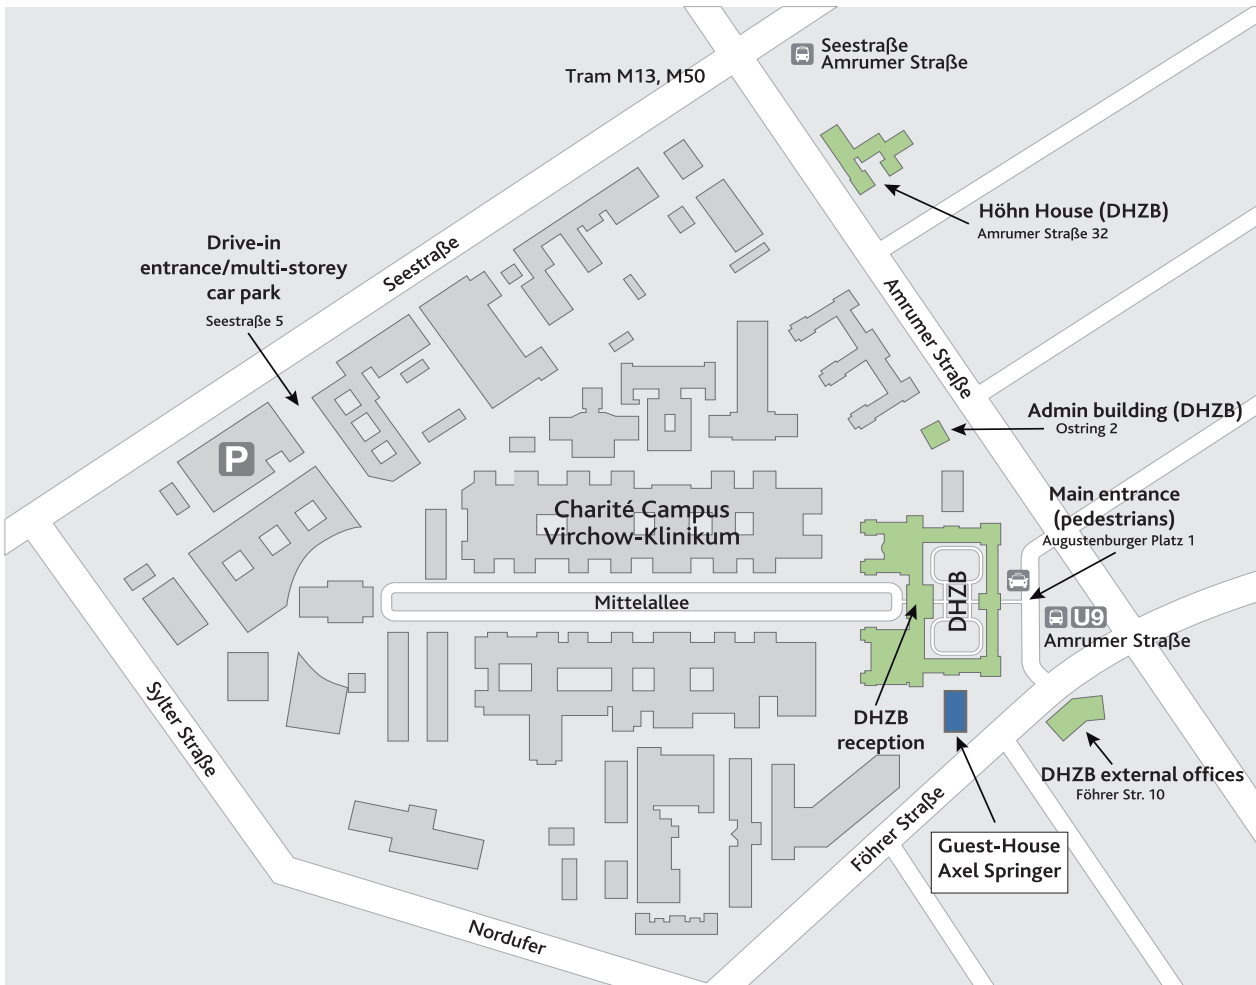 Seestraße
Amrumer Straße
Tram M13, M50
Höhn House (DHZB)
Amrumer Straße 32
Drive-in
entrance/multi-storey
car park
Seestraße 5
Seestraße
Amrumer Straße
Admin building (DHZB)
Ostring 2
P
Main entrance
(pedestrians)
Augustenburger Platz 1
Charité Campus
Virchow-Klinikum
DHZB
Mittelallee
U9
Amrumer Straße
Sylter Straße
DHZB
reception
DHZB external offices
Föhrer Str. 10
Föhrer Straße
Guest-House
Axel Springer
Nordufer